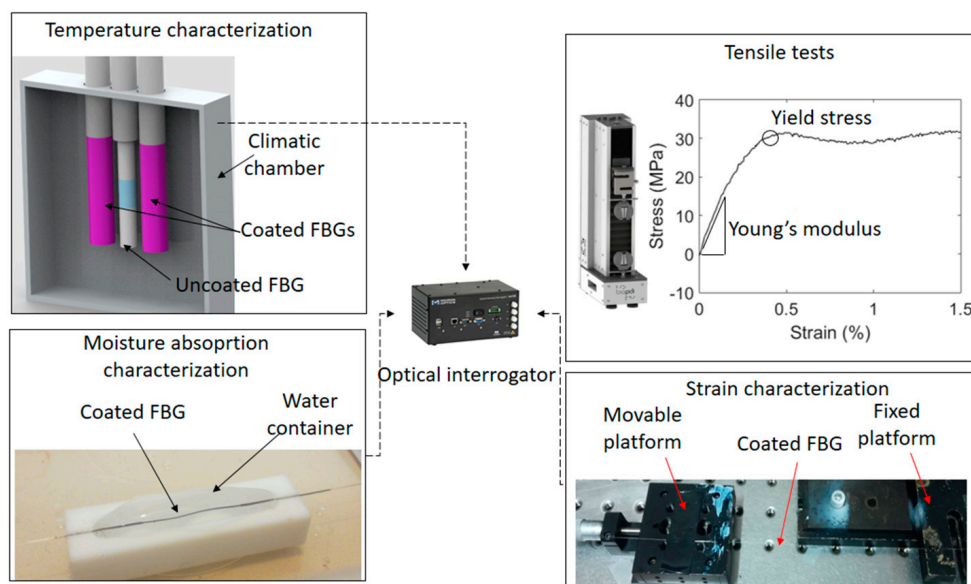 Temperature characterization
Climatic
chamber
Coated FBGs
Uncoated FBG
Moisture absoprtion
characterization
Coated FBG
Water
container
Optical interrogator
Tensile tests
40
30
20
10
0
-10
Stress (MPa)
Yield stress
Young's modulus
0
0.5
1
1.5
Strain (%)
Strain characterization
Movable
platform
Coated FBG
Fixed
platform